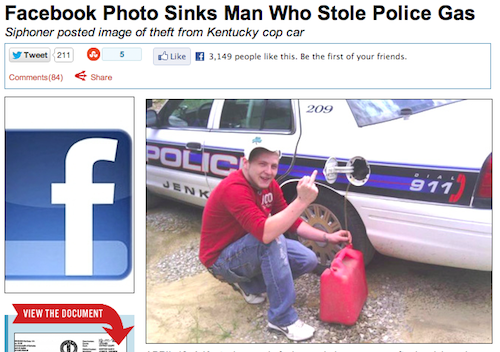 Facebook Photo Sinks Man Who Stole Police Gas
Siphoner posted image of theft from Kentucky cop car
Tweet 211
5
Like
3,149 people like this. Be the first of your friends.
Comments(84)
Share
f
209
POLIC
JENK
DIAL
911
VIEW THE DOCUMENT